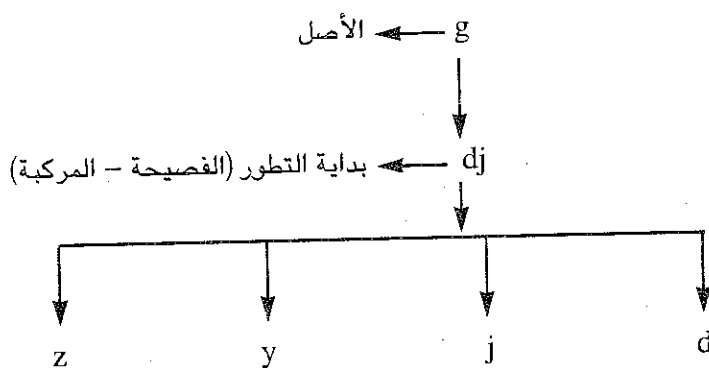 g الأصل
dj بداية التطور (الفصيحة – المركبة)
z y j d